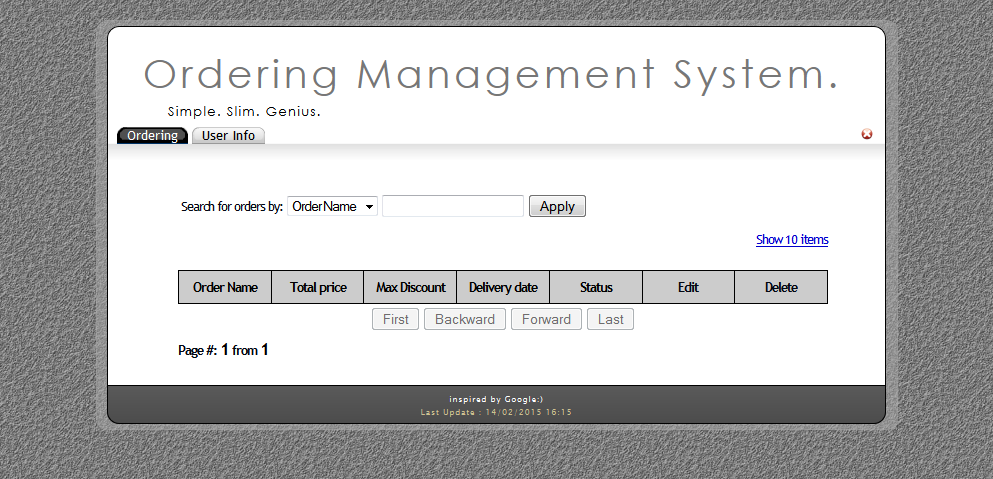 Ordering Management System.
Simple. Slim. Genius.
Ordering User Info
Search for orders by: OrderName Apply
Show 10 items
Order Name Total price Max Discount Delivery date Status Edit Delete
First Backward Forward Last
Page #: 1 from 1
inspired by Google:)
Last Update : 14/02/2015 16:15